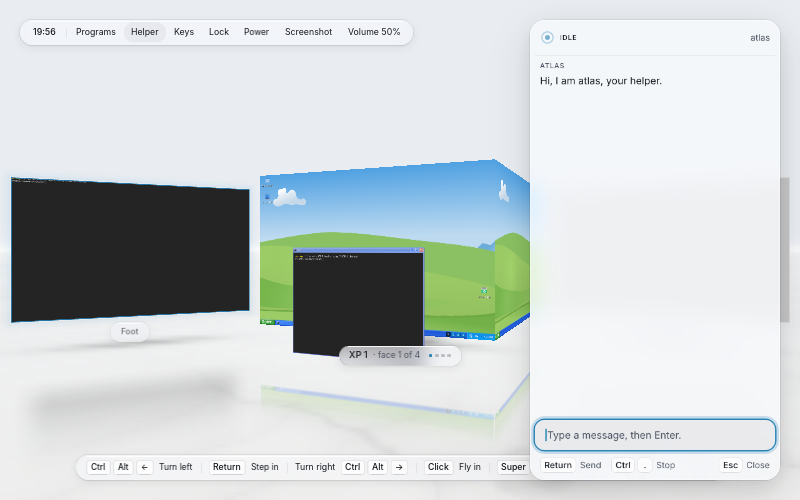 19:56 Programs Helper Keys Lock Power Screenshot Volume 50%
IDLE atlas
ATLAS
Hi, I am atlas, your helper.
Foot
XP 1 · face 1 of 4
Type a message, then Enter.
Return Send Ctrl . Stop Esc Close
Ctrl Alt ← Turn left Return Step in Turn right Ctrl Alt → Click Fly in Super